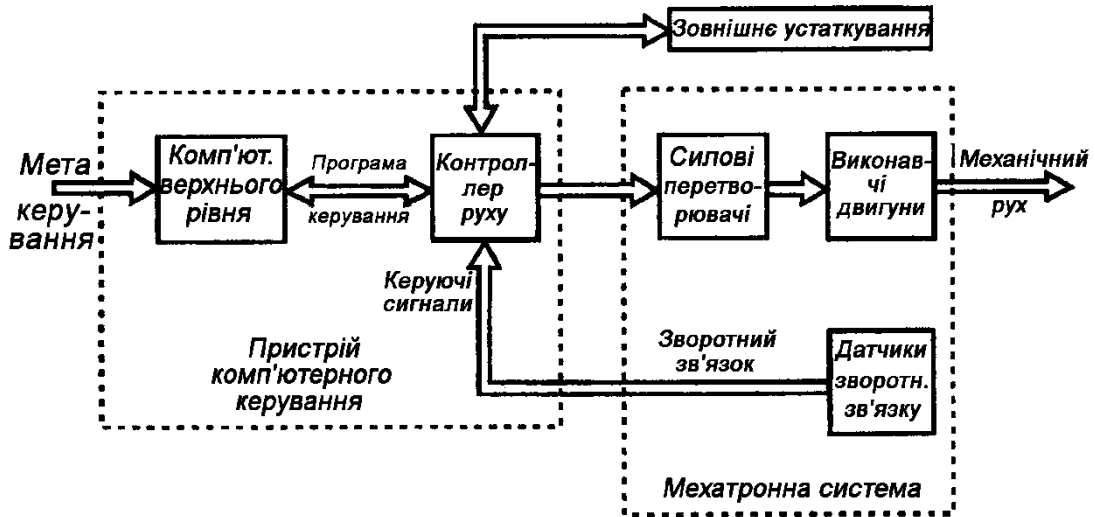 Зовнішнє устаткування
Мета
керу-
вання
Комп'ют.
верхнього
рівня
Програма
керування
Контрол-
лер
руху
Силові
перетво-
рювачі
Виконав-
чі
двигуни
Механічний
рух
Керуючі
сигнали
Зворотний
зв'язок
Датчики
зворотн.
зв'язку
Пристрій
комп'ютерного
керування
Мехатронна система